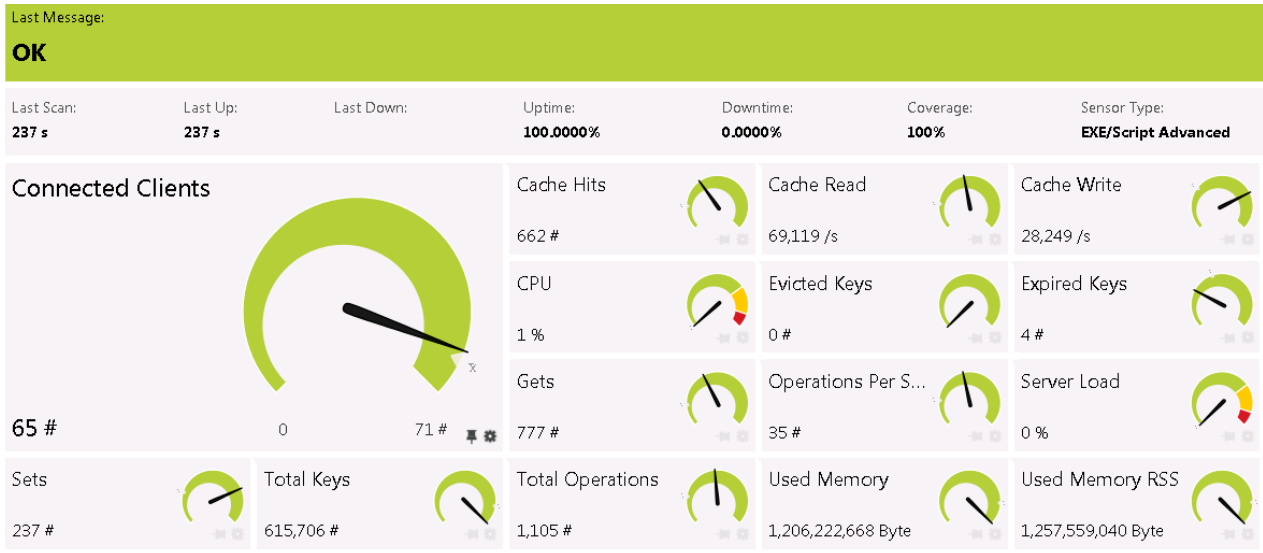 Last Message:
OK
Last Scan: Last Up: Last Down: Uptime: Downtime: Coverage: Sensor Type:
237 s 237 s 100.0000% 0.0000% 100% EXE/Script Advanced
Connected Clients
65 #
0
71 #
Cache Hits
662 #
Cache Read
69,119 /s
Cache Write
28,249 /s
CPU
1 %
Evicted Keys
0 #
Expired Keys
4 #
Gets
777 #
Operations Per S...
35 #
Server Load
0 %
Sets
237 #
Total Keys
615,706 #
Total Operations
1,105 #
Used Memory
1,206,222,668 Byte
Used Memory RSS
1,257,559,040 Byte